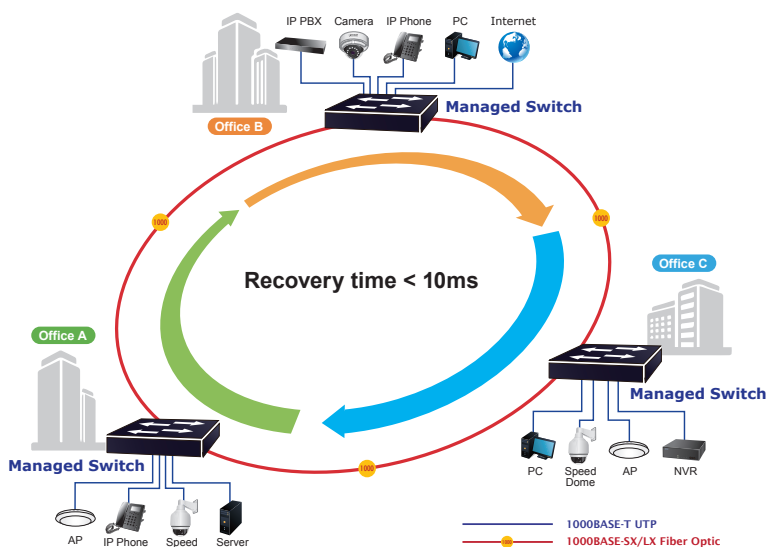 IP PBX
Camera
IP Phone
PC
Internet
Managed Switch
Office B
1000
1000
Recovery time < 10ms
Office C
Office A
Managed Switch
Managed Switch
PC
Speed
Dome
AP
NVR
1000
AP
IP Phone
Speed
Server
1000BASE-T UTP
1000
1000BASE-SX/LX Fiber Optic